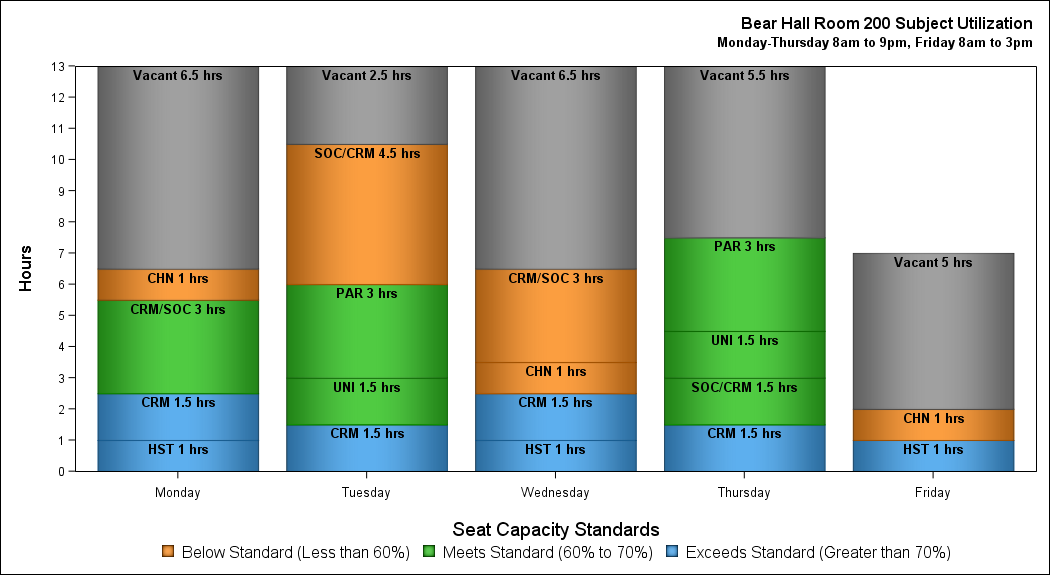 Bear Hall Room 200 Subject Utilization
Monday-Thursday 8am to 9pm, Friday 8am to 3pm
Hours
13
12
11
10
9
8
7
6
5
4
3
2
1
0
Vacant 6.5 hrs
CHN 1 hrs
CRM/SOC 3 hrs
CRM 1.5 hrs
HST 1 hrs
Vacant 2.5 hrs
SOC/CRM 4.5 hrs
PAR 3 hrs
UNI 1.5 hrs
CRM 1.5 hrs
Vacant 6.5 hrs
CRM/SOC 3 hrs
CHN 1 hrs
CRM 1.5 hrs
HST 1 hrs
Vacant 5.5 hrs
PAR 3 hrs
UNI 1.5 hrs
SOC/CRM 1.5 hrs
CRM 1.5 hrs
Vacant 5 hrs
CHN 1 hrs
HST 1 hrs
Monday Tuesday Wednesday Thursday Friday
Seat Capacity Standards
Below Standard (Less than 60%) Meets Standard (60% to 70%) Exceeds Standard (Greater than 70%)